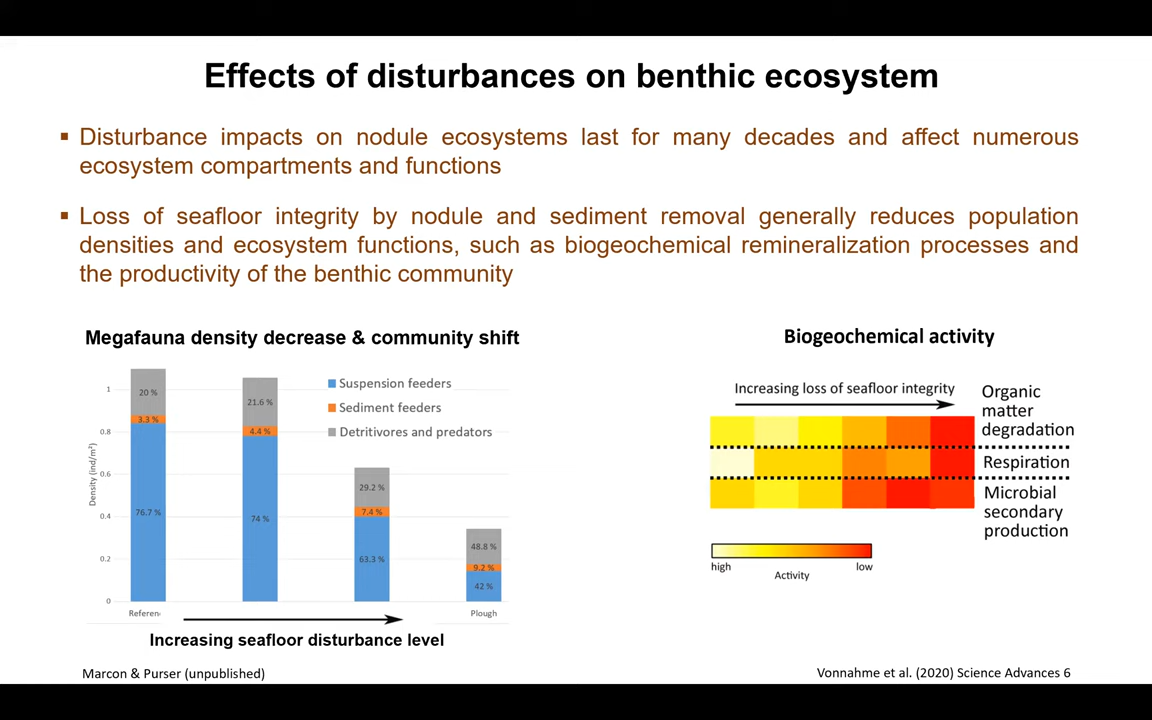 Effects of disturbances on benthic ecosystem
▪ Disturbance impacts on nodule ecosystems last for many decades and affect numerous
ecosystem compartments and functions
▪ Loss of seafloor integrity by nodule and sediment removal generally reduces population
densities and ecosystem functions, such as biogeochemical remineralization processes and
the productivity of the benthic community
Megafauna density decrease & community shift
Suspension feeders
Sediment feeders
Detritivores and predators
Density (ind/m²)
1
0.8
0.6
0.4
0.2
0
20 %
3.3 %
76.7 %
21.6 %
4.4 %
74 %
29.2 %
7.4 %
63.3 %
48.8 %
9.2 %
42 %
Referen
Plough
Increasing seafloor disturbance level
Marcon & Purser (unpublished)
Biogeochemical activity
Increasing loss of seafloor integrity
Organic
matter
degradation
Respiration
Microbial
secondary
production
high
low
Activity
Vonnahme et al. (2020) Science Advances 6